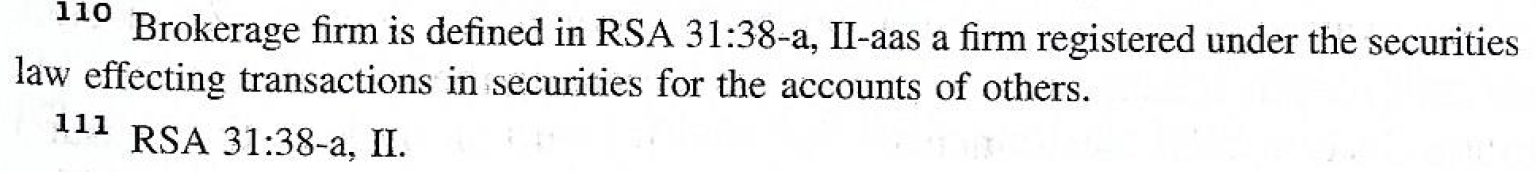 110 Brokerage firm is defined in RSA 31:38-a, II-aas a firm registered under the securities
law effecting transactions in securities for the accounts of others.
111 RSA 31:38-a, II.